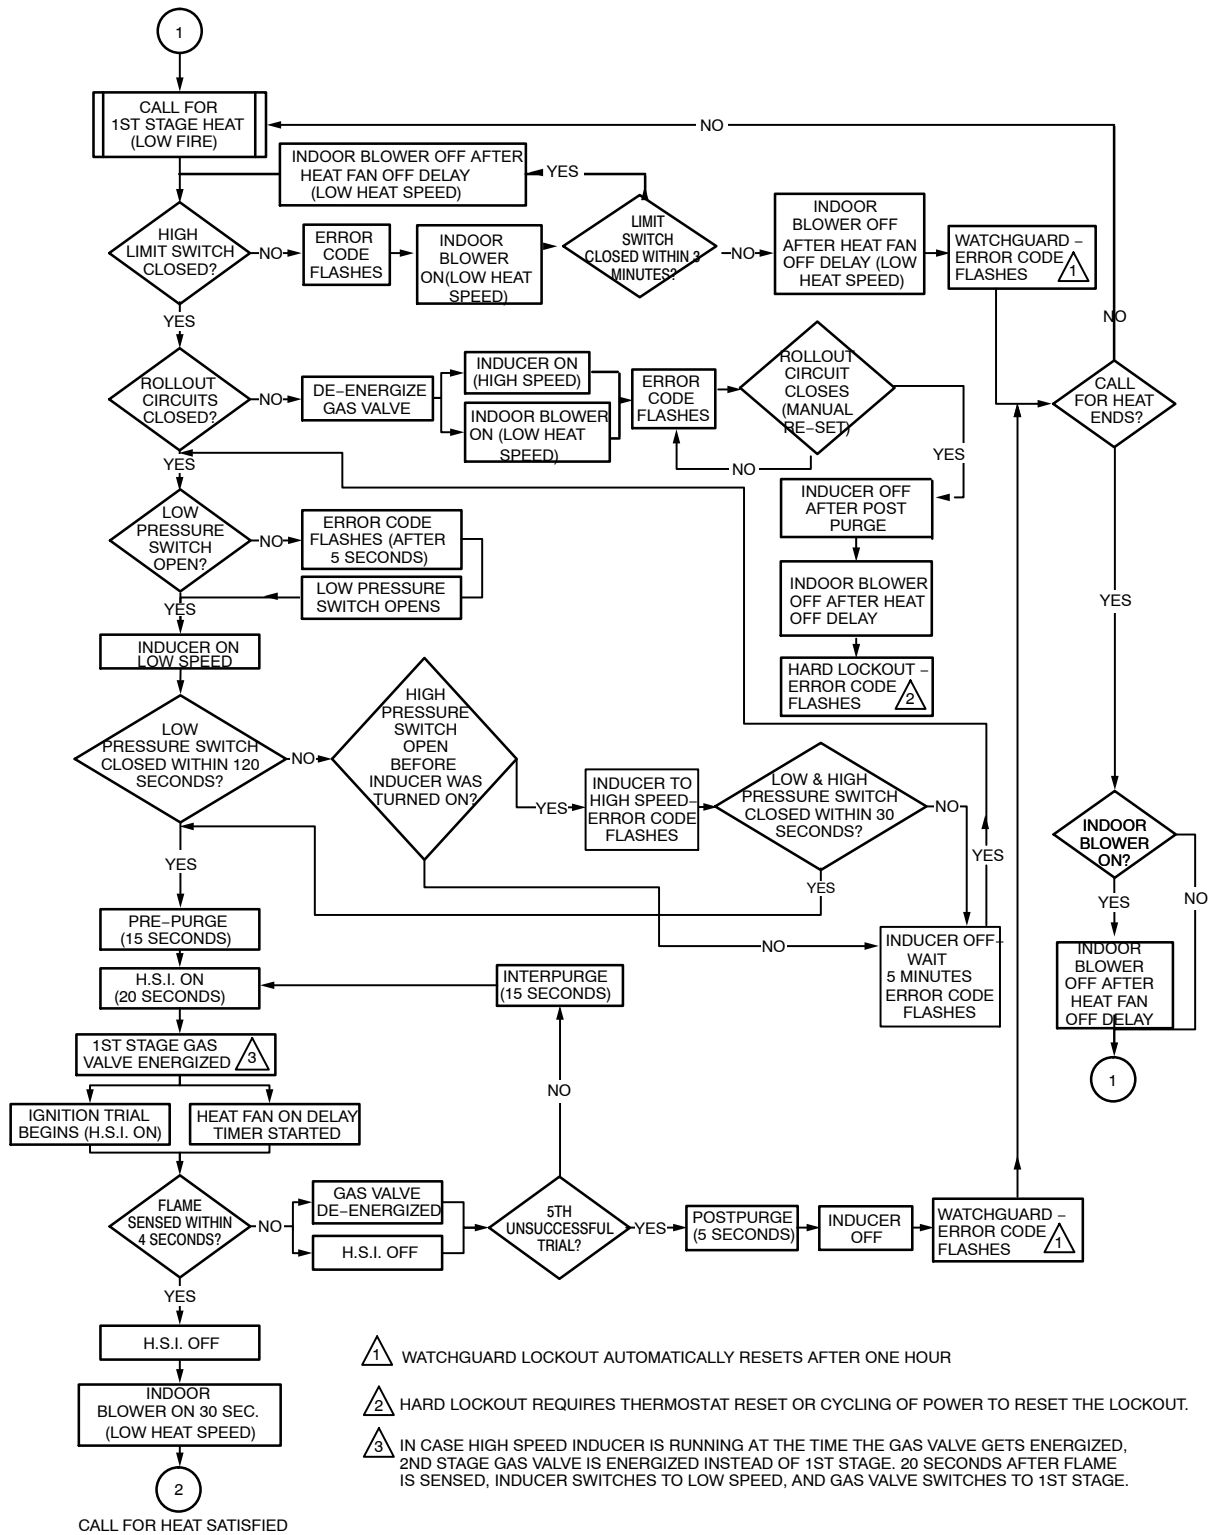 1
CALL FOR
1ST STAGE HEAT
(LOW FIRE)
NO
INDOOR BLOWER OFF AFTER
HEAT FAN OFF DELAY
(LOW HEAT SPEED)
YES
HIGH
LIMIT SWITCH
CLOSED?
NO
ERROR
CODE
FLASHES
INDOOR
BLOWER
ON(LOW HEAT
SPEED)
LIMIT
SWITCH
CLOSED WITHIN 3
MINUTES?
NO
INDOOR
BLOWER OFF
AFTER HEAT FAN
OFF DELAY (LOW
HEAT SPEED)
WATCHGUARD –
ERROR CODE
FLASHES
1
NO
YES
ROLLOUT
CIRCUITS
CLOSED?
NO
DE–ENERGIZE
GAS VALVE
INDUCER ON
(HIGH SPEED)
INDOOR BLOWER
ON (LOW HEAT
SPEED)
ERROR
CODE
FLASHES
ROLLOUT
CIRCUIT
CLOSES
(MANUAL
RE–SET)
NO
YES
CALL
FOR HEAT
ENDS?
YES
INDUCER OFF
AFTER POST
PURGE
LOW
PRESSURE
SWITCH
OPEN?
NO
ERROR CODE
FLASHES (AFTER
5 SECONDS)
LOW PRESSURE
SWITCH OPENS
INDOOR BLOWER
OFF AFTER HEAT
OFF DELAY
YES
YES
INDUCER ON
LOW SPEED
HARD LOCKOUT –
ERROR CODE
FLASHES
2
LOW
PRESSURE SWITCH
CLOSED WITHIN 120
SECONDS?
NO
HIGH
PRESSURE
SWITCH
OPEN
BEFORE
INDUCER WAS
TURNED ON?
YES
INDUCER TO
HIGH SPEED–
ERROR CODE
FLASHES
LOW & HIGH
PRESSURE SWITCH
CLOSED WITHIN 30
SECONDS?
NO
YES
INDOOR
BLOWER
ON?
YES
YES
YES
NO
PRE–PURGE
(15 SECONDS)
NO
INDUCER OFF–
WAIT
5 MINUTES
ERROR CODE
FLASHES
INDOOR
BLOWER
OFF AFTER
HEAT FAN
OFF DELAY
H.S.I. ON
(20 SECONDS)
INTERPURGE
(15 SECONDS)
1ST STAGE GAS
VALVE ENERGIZED
3
1
NO
IGNITION TRIAL
BEGINS (H.S.I. ON)
HEAT FAN ON DELAY
TIMER STARTED
FLAME
SENSED WITHIN
4 SECONDS?
NO
GAS VALVE
DE–ENERGIZED
H.S.I. OFF
5TH
UNSUCCESSFUL
TRIAL?
YES
POSTPURGE
(5 SECONDS)
INDUCER
OFF
WATCHGUARD –
ERROR CODE
FLASHES
1
YES
H.S.I. OFF
INDOOR
BLOWER ON 30 SEC.
(LOW HEAT SPEED)
2
CALL FOR HEAT SATISFIED
1 WATCHGUARD LOCKOUT AUTOMATICALLY RESETS AFTER ONE HOUR
2 HARD LOCKOUT REQUIRES THERMOSTAT RESET OR CYCLING OF POWER TO RESET THE LOCKOUT.
3 IN CASE HIGH SPEED INDUCER IS RUNNING AT THE TIME THE GAS VALVE GETS ENERGIZED,
2ND STAGE GAS VALVE IS ENERGIZED INSTEAD OF 1ST STAGE. 20 SECONDS AFTER FLAME
IS SENSED, INDUCER SWITCHES TO LOW SPEED, AND GAS VALVE SWITCHES TO 1ST STAGE.